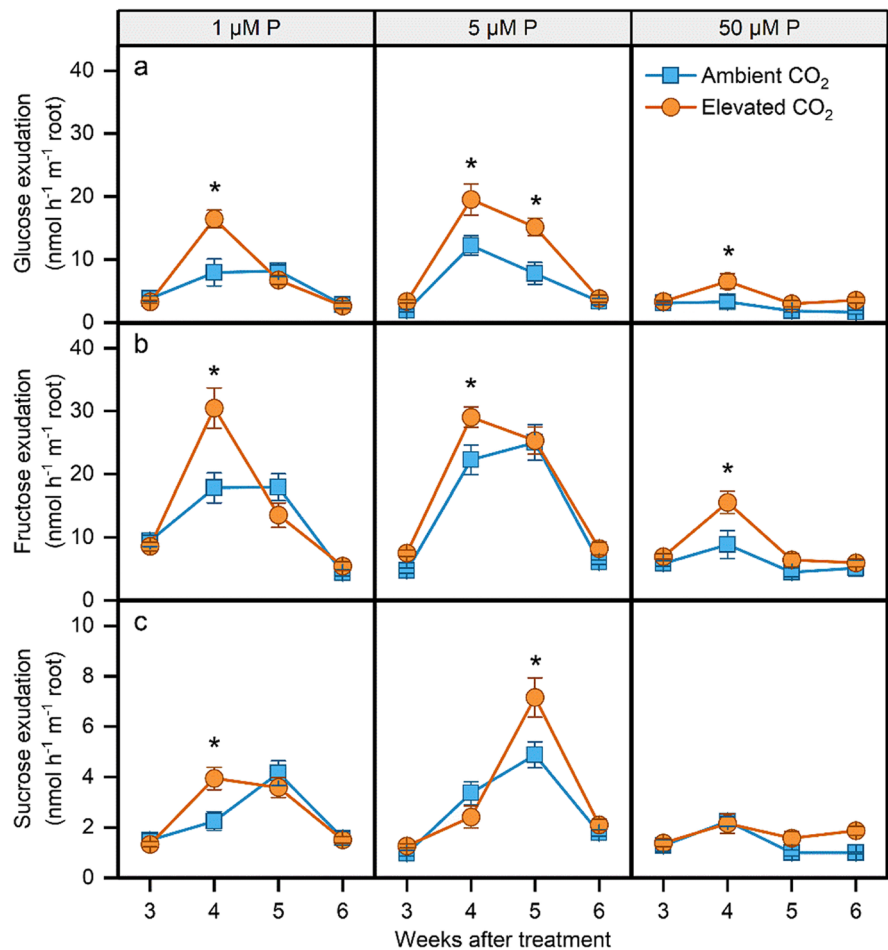 1 µM P 5 µM P 50 µM P
a
Ambient CO₂
Elevated CO₂
Glucose exudation
(nmol h⁻¹ m⁻¹ root)
40
30
20
10
0
* * * *
b
Fructose exudation
(nmol h⁻¹ m⁻¹ root)
40
30
20
10
0
* * *
c
Sucrose exudation
(nmol h⁻¹ m⁻¹ root)
10
8
6
4
2
0
* *
3 4 5 6 3 4 5 6 3 4 5 6
Weeks after treatment